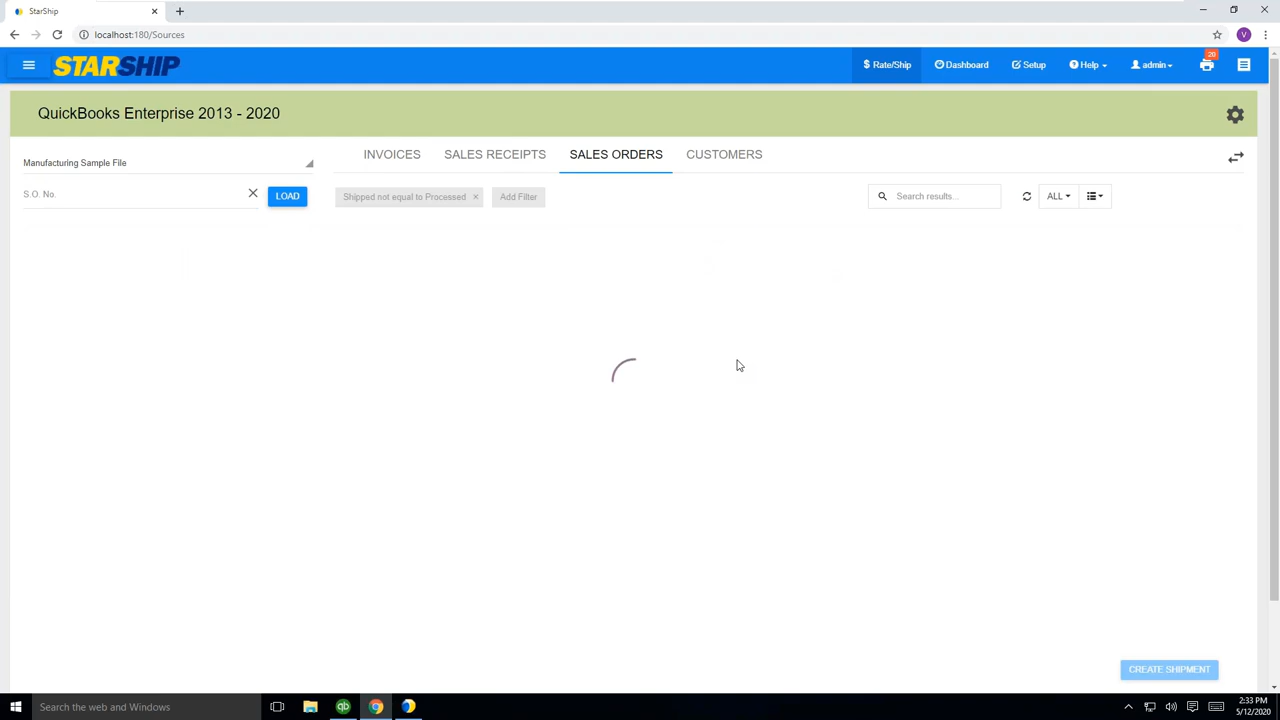 StarShip
localhost:180/Sources
V
STARSHIP
$ Rate/Ship
Dashboard
Setup
Help
admin
20
QuickBooks Enterprise 2013 - 2020
Manufacturing Sample File
INVOICES
SALES RECEIPTS
SALES ORDERS
CUSTOMERS
S.O. No.
LOAD
Shipped not equal to Processed ×
Add Filter
Search results...
ALL
CREATE SHIPMENT
Search the web and Windows
qb
2:33 PM
5/12/2020